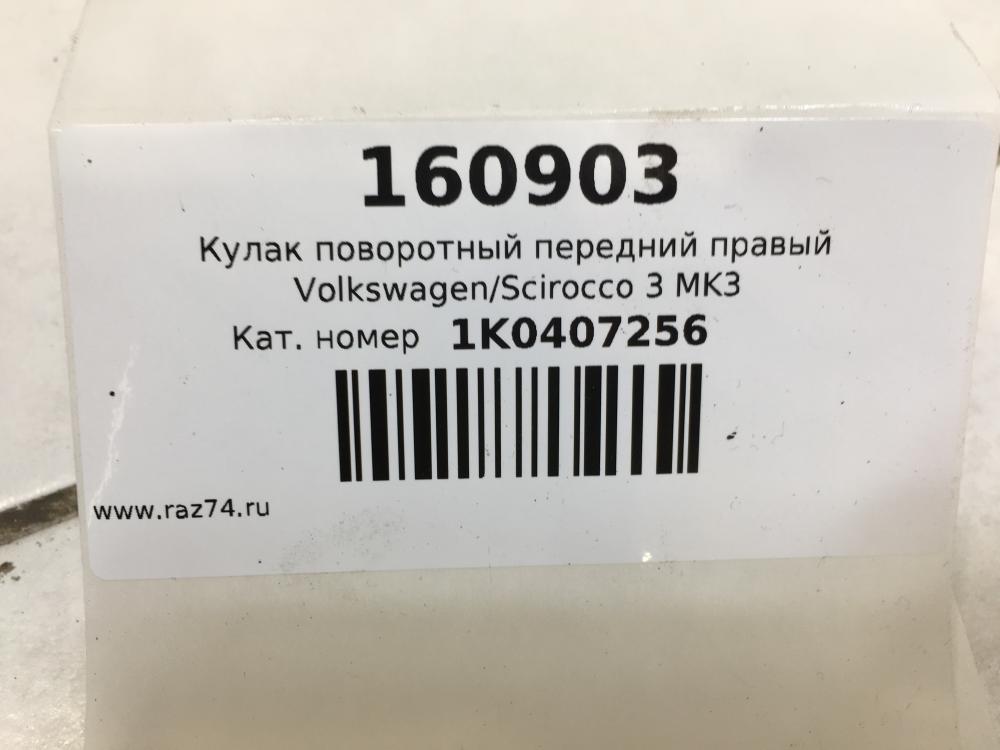 160903
Кулак поворотный передний правый
Volkswagen/Scirocco 3 MK3
Кат. номер 1K0407256
www.raz74.ru